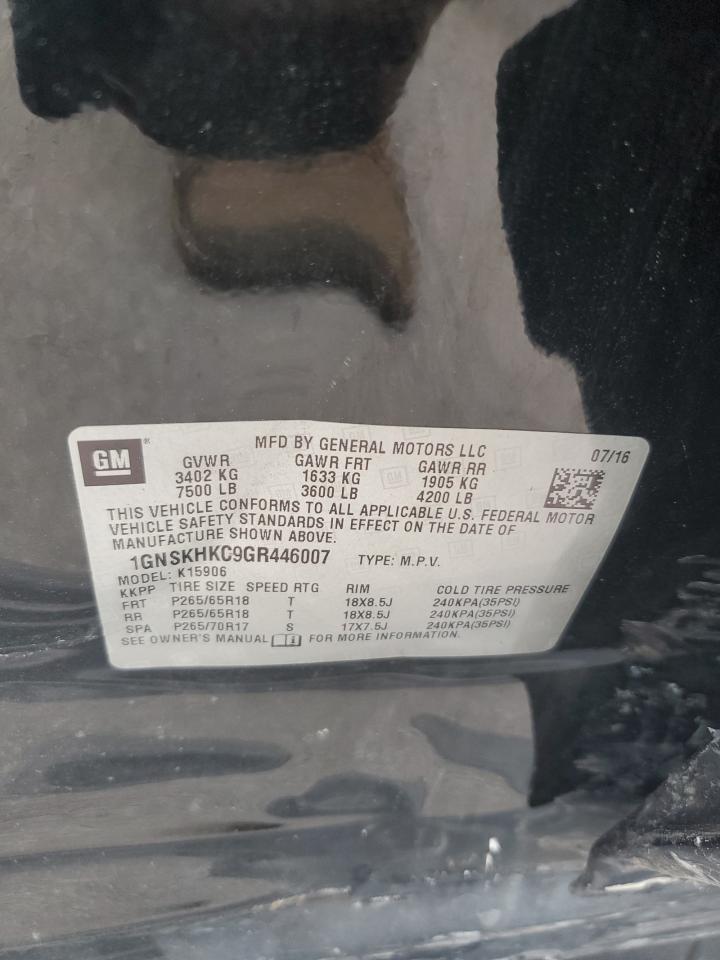 GM®
MFD BY GENERAL MOTORS LLC 07/16
GVWR GAWR FRT GAWR RR
3402 KG 1633 KG 1905 KG
7500 LB 3600 LB 4200 LB
THIS VEHICLE CONFORMS TO ALL APPLICABLE U.S. FEDERAL MOTOR
VEHICLE SAFETY STANDARDS IN EFFECT ON THE DATE OF
MANUFACTURE SHOWN ABOVE.
1GNSKHKC9GR446007 TYPE: M.P.V.
MODEL: K15906
KKPP TIRE SIZE SPEED RTG RIM COLD TIRE PRESSURE
FRT P265/65R18 T 18X8.5J 240KPA(35PSI)
RR P265/65R18 T 18X8.5J 240KPA(35PSI)
SPA P265/70R17 S 17X7.5J 240KPA(35PSI)
SEE OWNER'S MANUAL FOR MORE INFORMATION.